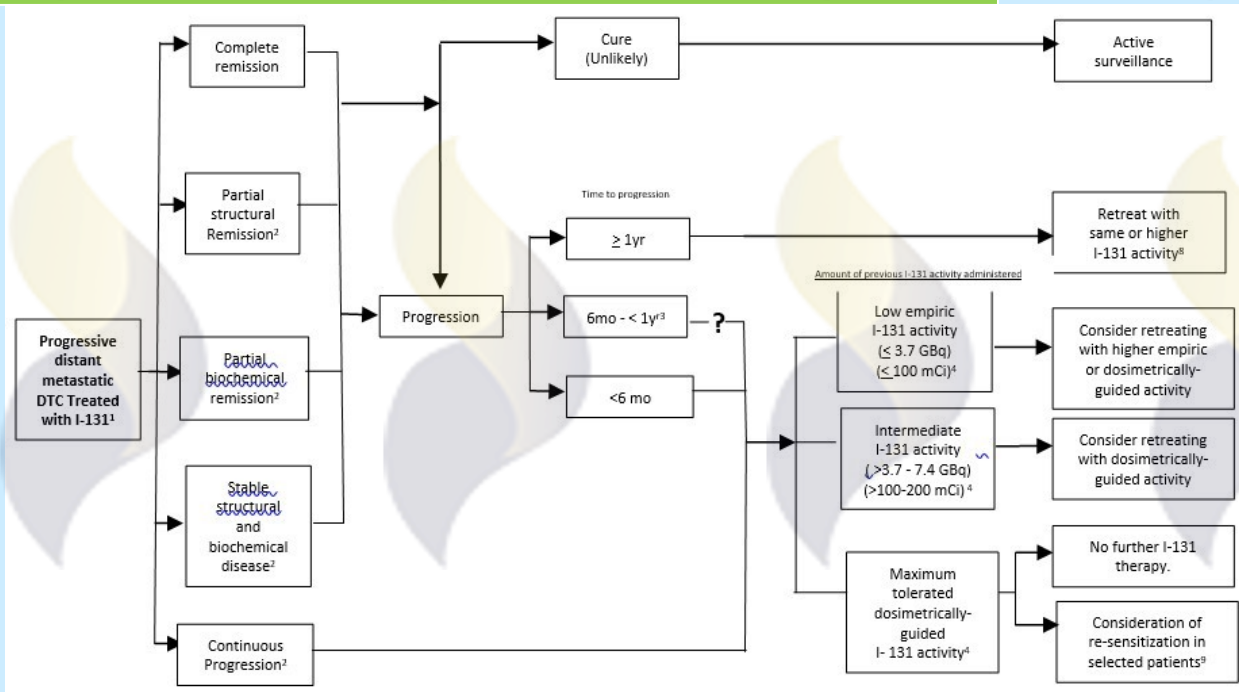 Complete
remission
Cure
(Unlikely)
Active
surveillance
Partial
structural
Remission²
Time to progression
≥ 1yr
Retreat with
same or higher
I-131 activity⁸
Amount of previous I-131 activity administered
Progressive
distant
metastatic
DTC Treated
with I-131¹
Partial
biochemical
remission²
Progression
6mo - < 1yr³
?
<6 mo
Low empiric
I-131 activity
(≤ 3.7 GBq)
(≤ 100 mCi)⁴
Consider retreating
with higher empiric
or dosimetrically-
guided activity
Intermediate
I-131 activity
(>3.7 - 7.4 GBq)
(>100-200 mCi) ⁴
Consider retreating
with dosimetrically-
guided activity
Stable
structural
and
biochemical
disease²
Continuous
Progression²
Maximum
tolerated
dosimetrically-
guided
I- 131 activity⁴
No further I-131
therapy.
Consideration of
re-sensitization in
selected patients⁹